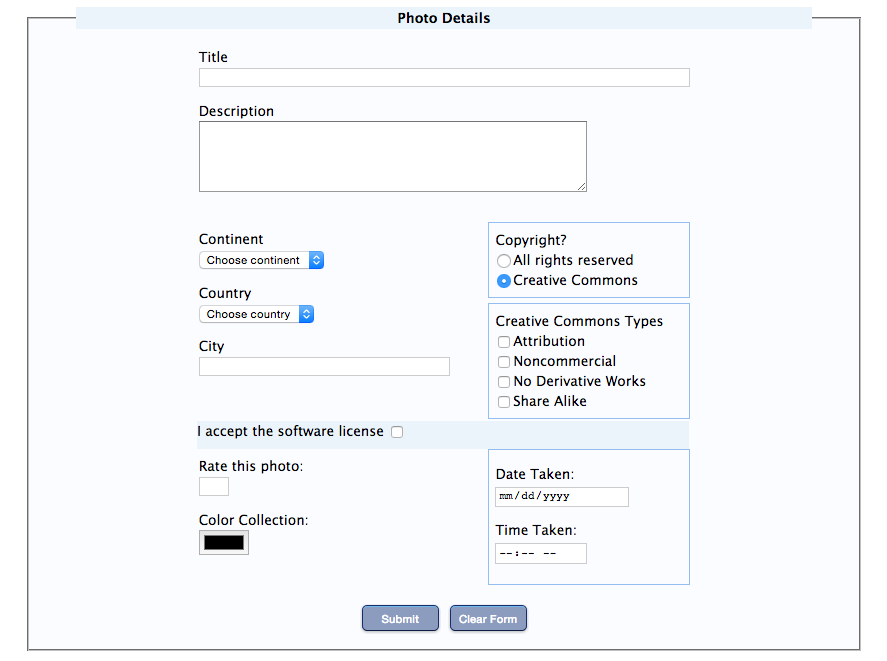 Photo Details
Title
Description
Continent
Choose continent
Country
Choose country
City
Copyright?
All rights reserved
Creative Commons
Creative Commons Types
Attribution
Noncommercial
No Derivative Works
Share Alike
I accept the software license
Rate this photo:
Color Collection:
Date Taken:
mm/dd/yyyy
Time Taken:
--:-- --
Submit
Clear Form